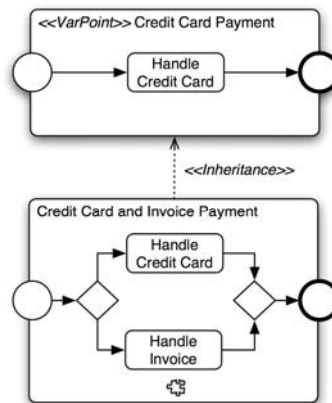 <<VarPoint>> Credit Card Payment
Handle
Credit Card
<<Inheritance>>
Credit Card and Invoice Payment
Handle
Credit Card
Handle
Invoice